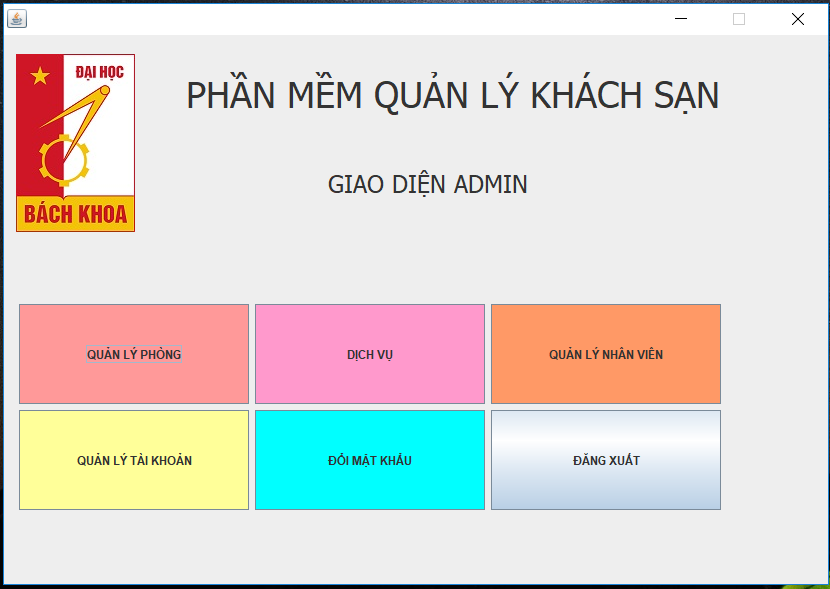 ĐẠI HỌC
BÁCH KHOA
PHẦN MỀM QUẢN LÝ KHÁCH SẠN
GIAO DIỆN ADMIN
QUẢN LÝ PHÒNG
DỊCH VỤ
QUẢN LÝ NHÂN VIÊN
QUẢN LÝ TÀI KHOẢN
ĐỔI MẬT KHẨU
ĐĂNG XUẤT